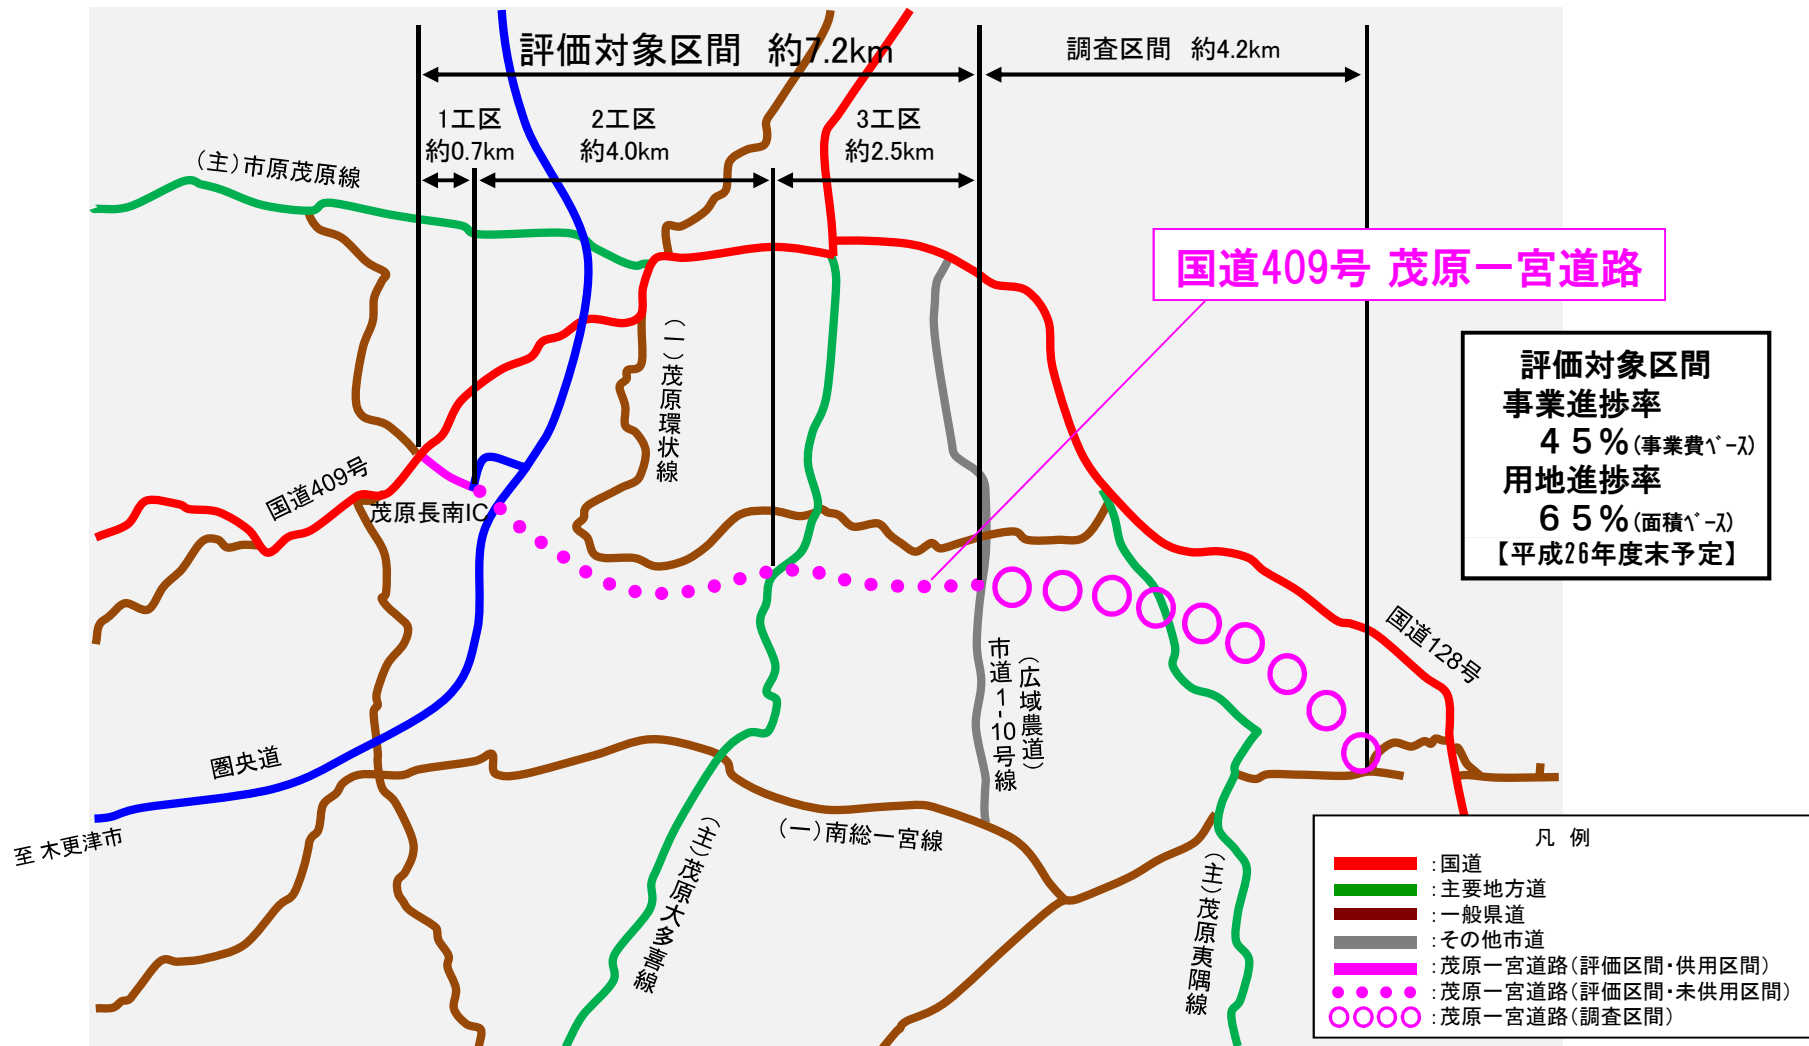 評価対象区間　約7.2km
調査区間　約4.2km
1工区
約0.7km
2工区
約4.0km
3工区
約2.5km
(主)市原茂原線
国道409号 茂原一宮道路
(一)茂原環状線
評価対象区間
事業進捗率
４５％(事業費ﾍﾞｰｽ)
用地進捗率
６５％(面積ﾍﾞｰｽ)
【平成26年度末予定】
国道409号
茂原長南IC
国道128号
(広域農道)
市道1-10号線
圏央道
至 木更津市
(主)茂原大多喜線
(一)南総一宮線
(主)茂原夷隅線
凡 例
:国道
:主要地方道
:一般県道
:その他市道
:茂原一宮道路(評価区間・供用区間)
:茂原一宮道路(評価区間・未供用区間)
:茂原一宮道路(調査区間)